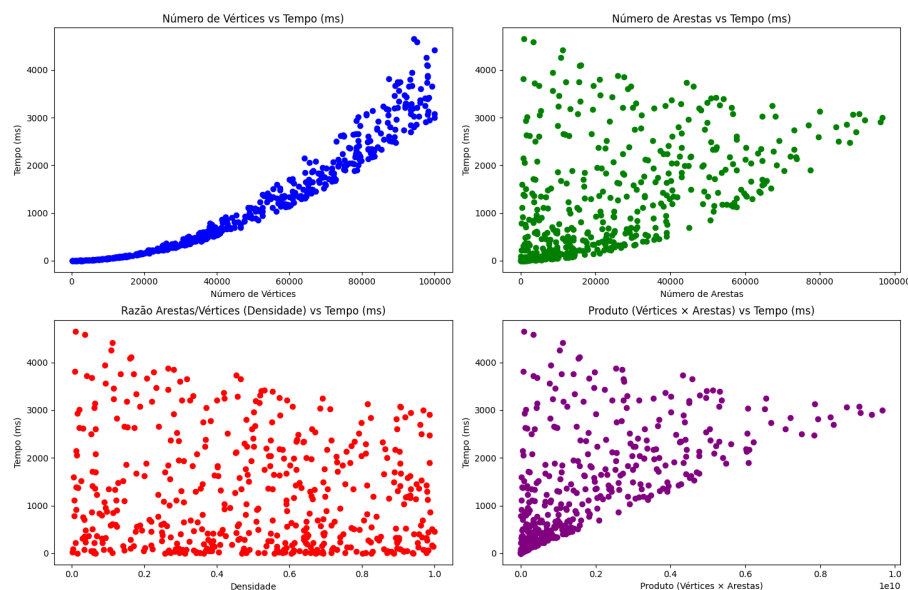 Número de Vértices vs Tempo (ms)
Tempo (ms)
4000
3000
2000
1000
0
0 20000 40000 60000 80000 100000
Número de Vértices
Número de Arestas vs Tempo (ms)
Tempo (ms)
4000
3000
2000
1000
0
0 20000 40000 60000 80000 100000
Número de Arestas
Razão Arestas/Vértices (Densidade) vs Tempo (ms)
Tempo (ms)
4000
3000
2000
1000
0
0.0 0.2 0.4 0.6 0.8 1.0
Densidade
Produto (Vértices × Arestas) vs Tempo (ms)
Tempo (ms)
4000
3000
2000
1000
0
0.0 0.2 0.4 0.6 0.8 1.0
1e10
Produto (Vértices × Arestas)